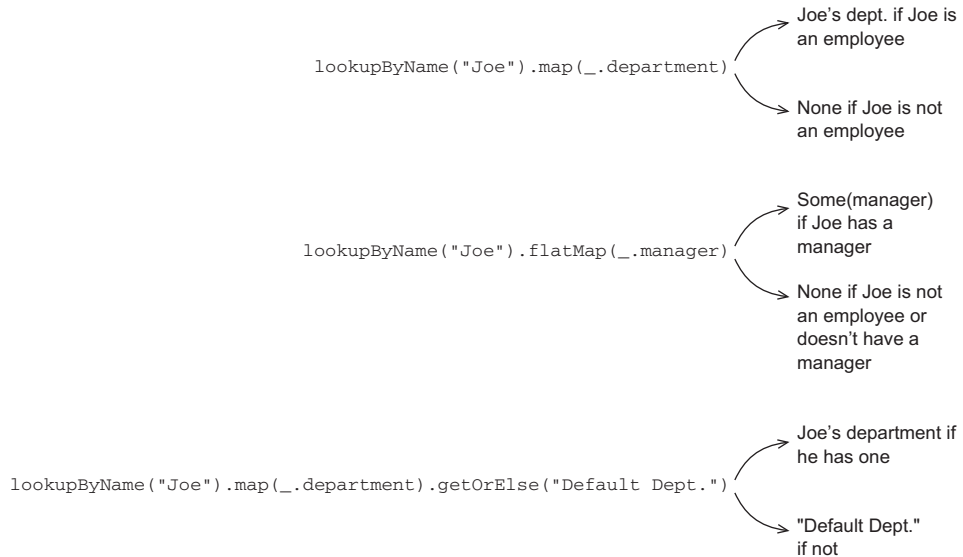 Joe's dept. if Joe is
an employee
lookupByName("Joe").map(_.department)
None if Joe is not
an employee
Some(manager)
if Joe has a
manager
lookupByName("Joe").flatMap(_.manager)
None if Joe is not
an employee or
doesn't have a
manager
Joe's department if
he has one
lookupByName("Joe").map(_.department).getOrElse("Default Dept.")
"Default Dept."
if not